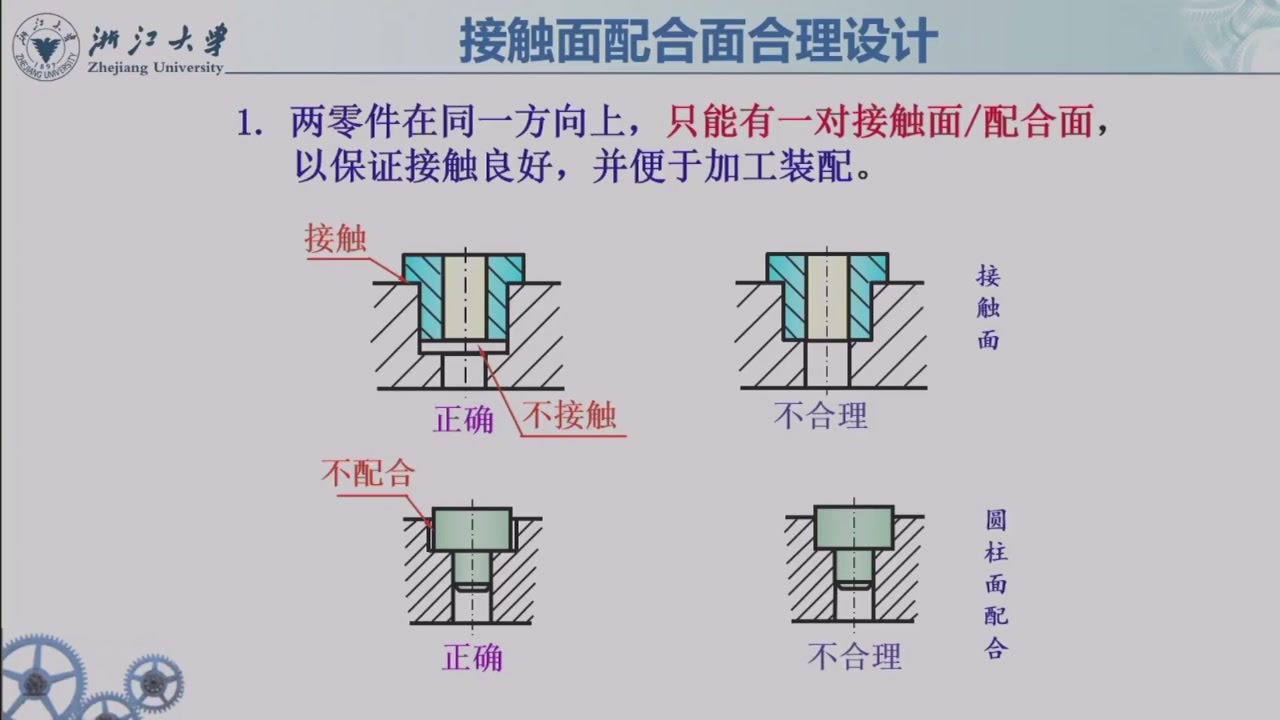 浙江大学
Zhejiang University
接触面配合面合理设计
1. 两零件在同一方向上，只能有一对接触面/配合面，
以保证接触良好，并便于加工装配。
接触
不接触
正确
不合理
接触面
不配合
正确
不合理
圆柱面配合